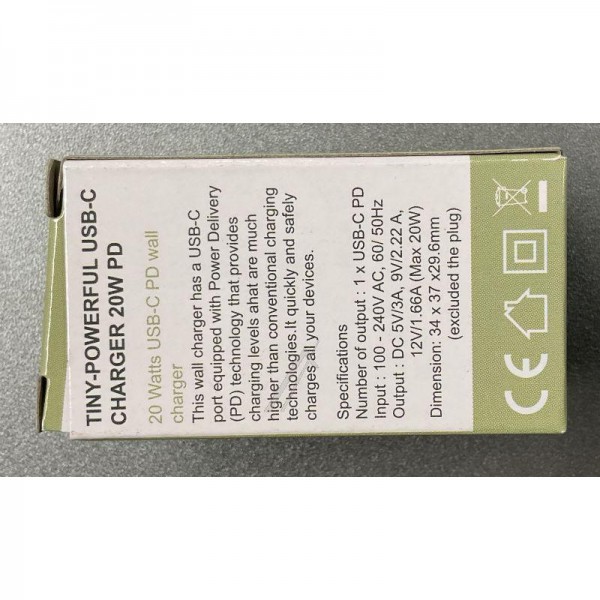 TINY-POWERFUL USB-C
CHARGER 20W PD
20 Watts USB-C PD wall
charger
This wall charger has a USB-C
port equipped with Power Delivery
(PD) technology that provides
charging levels ahat are much
higher than conventional charging
technologies.It quickly and safely
charges all your devices.
Specifications
Number of output : 1 x USB-C PD
Input : 100 - 240V AC, 60/ 50Hz
Output : DC 5V/3A, 9V/2.22 A,
12V/1.66A (Max 20W)
Dimension: 34 x 37 x29.6mm
(excluded the plug)
CE